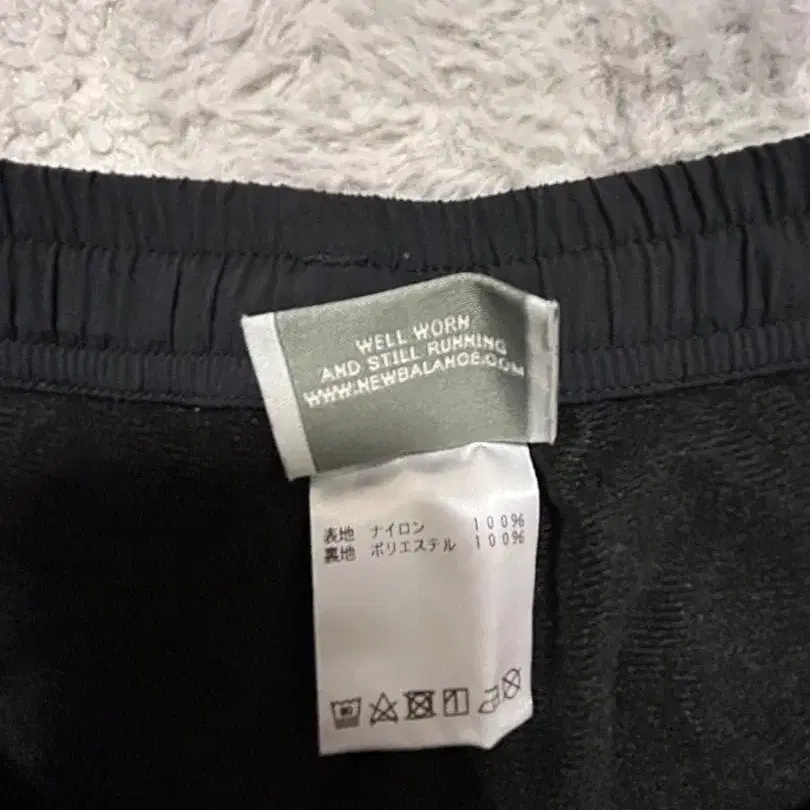 WELL WORN
AND STILL RUNNING
WWW.NEWBALANCE.COM
表地 ナイロン 100%
裏地 ポリエステル 100%